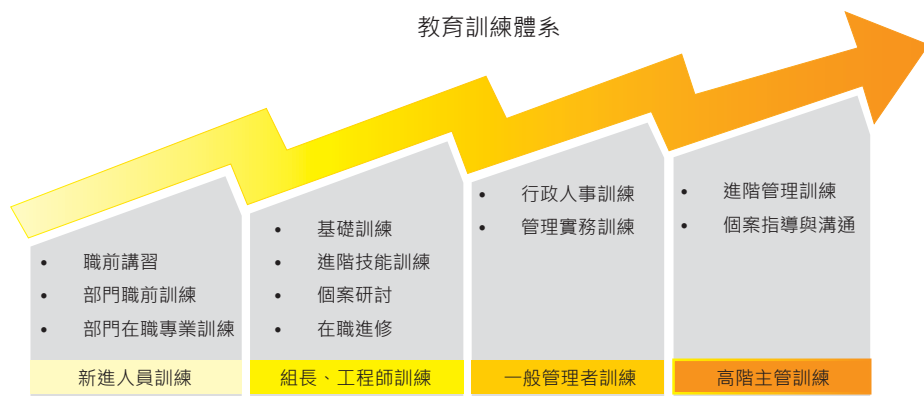 教育訓練體系
• 職前講習
• 部門職前訓練
• 部門在職專業訓練
新進人員訓練
• 基礎訓練
• 進階技能訓練
• 個案研討
• 在職進修
組長、工程師訓練
• 行政人事訓練
• 管理實務訓練
一般管理者訓練
• 進階管理訓練
• 個案指導與溝通
高階主管訓練